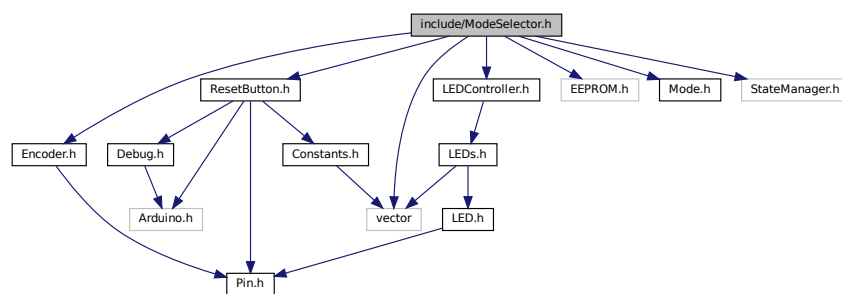 include/ModeSelector.h
ResetButton.h
LEDController.h
EEPROM.h
Mode.h
StateManager.h
Encoder.h
Debug.h
Constants.h
LEDs.h
Arduino.h
vector
LED.h
Pin.h